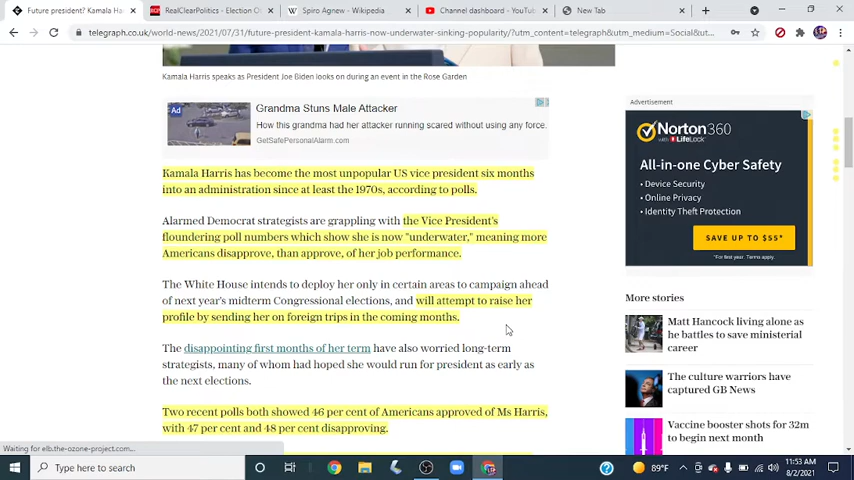 Future president? Kamala Ha
RealClearPolitics - Election O
Spiro Agnew - Wikipedia
Channel dashboard - YouTube
New Tab
telegraph.co.uk/world-news/2021/07/31/future-president-kamala-harris-now-underwater-sinking-popularity/?utm_content=telegraph&utm_medium=Social&ut...
Kamala Harris speaks as President Joe Biden looks on during an event in the Rose Garden
Ad
Grandma Stuns Male Attacker
How this grandma had her attacker running scared without using any force.
GetSafePersonalAlarm.com
Kamala Harris has become the most unpopular US vice president six months
into an administration since at least the 1970s, according to polls.
Alarmed Democrat strategists are grappling with the Vice President's
floundering poll numbers which show she is now "underwater," meaning more
Americans disapprove, than approve, of her job performance.
The White House intends to deploy her only in certain areas to campaign ahead
of next year's midterm Congressional elections, and will attempt to raise her
profile by sending her on foreign trips in the coming months.
The disappointing first months of her term have also worried long-term
strategists, many of whom had hoped she would run for president as early as
the next elections.
Two recent polls both showed 46 per cent of Americans approved of Ms Harris,
with 47 per cent and 48 per cent disapproving.
Advertisement
Norton360
WITH LifeLock
All-in-one Cyber Safety
• Device Security
• Online Privacy
• Identity Theft Protection
SAVE UP TO $55*
*For first year. Terms apply.
More stories
Matt Hancock living alone as
he battles to save ministerial
career
The culture warriors have
captured GB News
Vaccine booster shots for 32m
to begin next month
Waiting for elb.the-ozone-project.com...
Type here to search
89°F
11:53 AM
8/2/2021